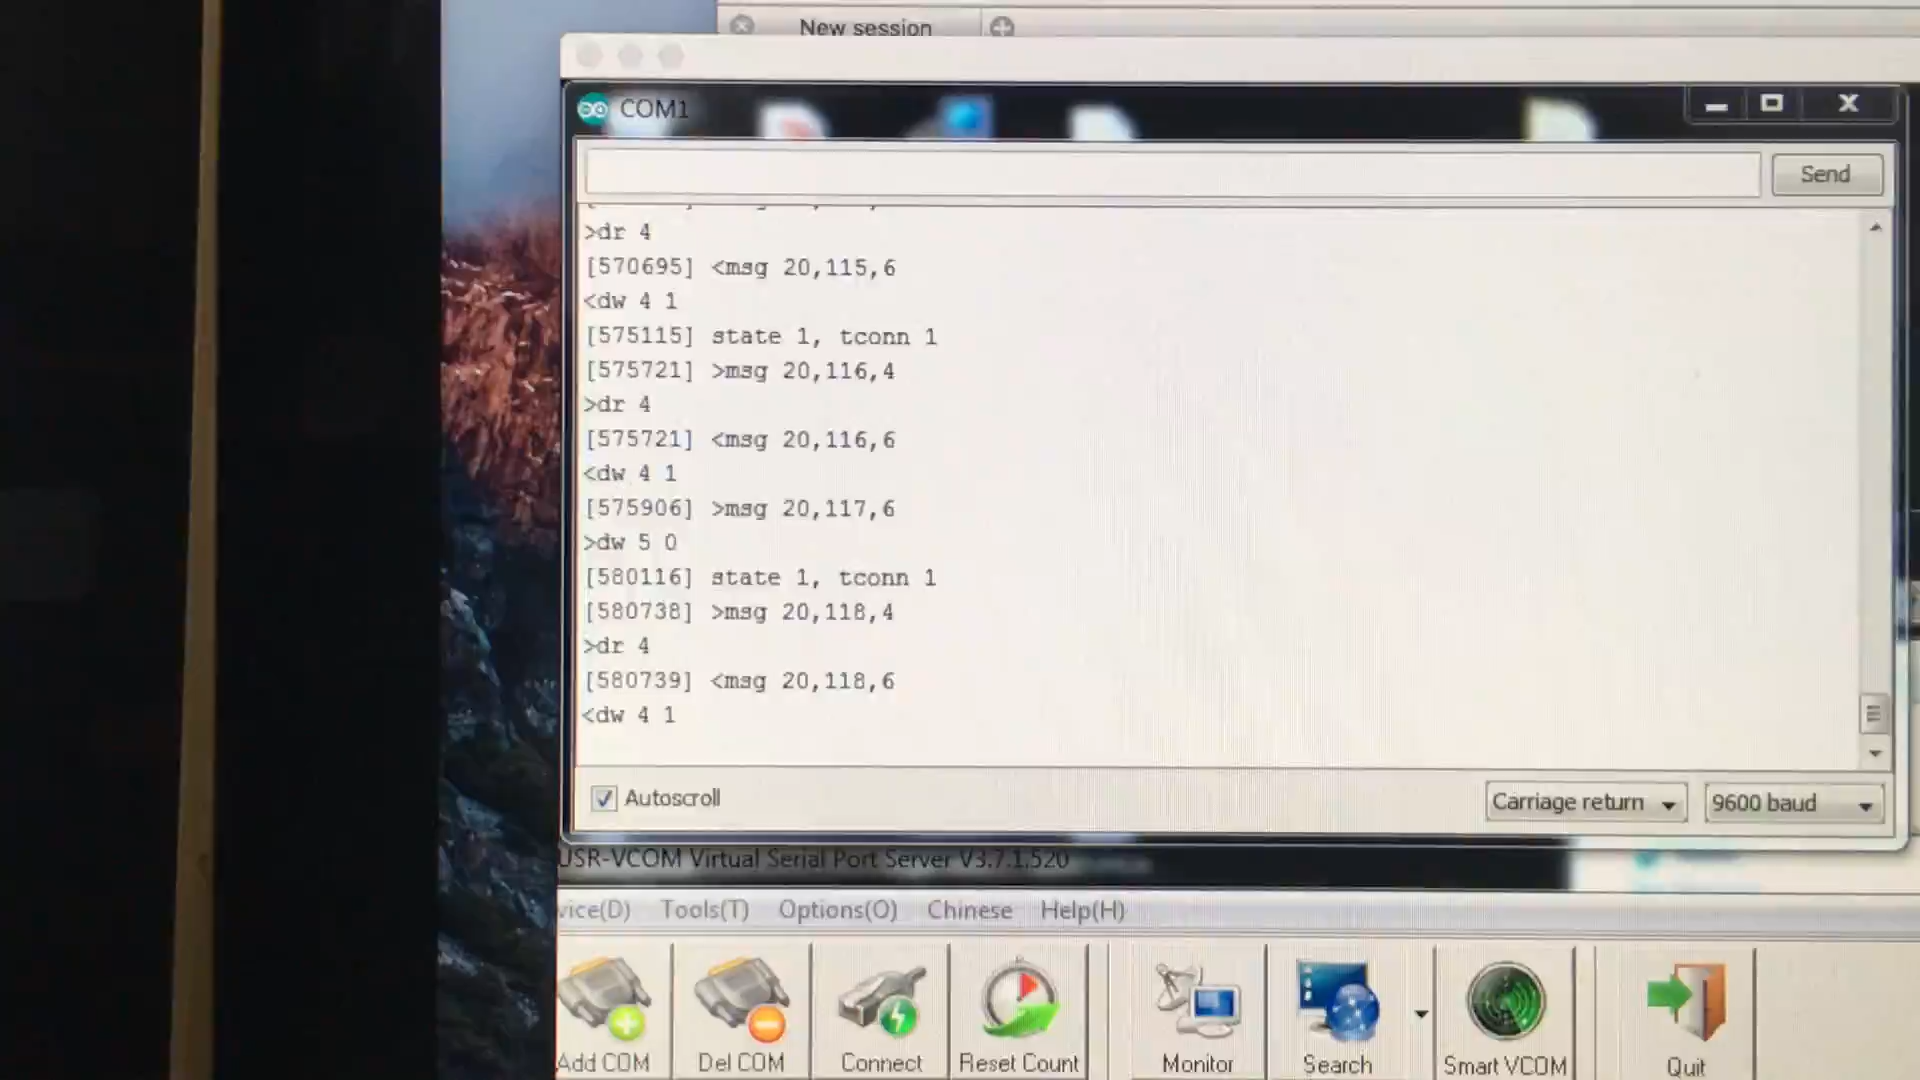 New session
COM1
Send
>dr 4
[570695] <msg 20,115,6
<dw 4 1
[575115] state 1, tconn 1
[575721] >msg 20,116,4
>dr 4
[575721] <msg 20,116,6
<dw 4 1
[575906] >msg 20,117,6
>dw 5 0
[580116] state 1, tconn 1
[580738] >msg 20,118,4
>dr 4
[580739] <msg 20,118,6
<dw 4 1
Autoscroll
Carriage return
9600 baud
USR-VCOM Virtual Serial Port Server V3.7.1.520
vice(D) Tools(T) Options(O) Chinese Help(H)
Add COM Del COM Connect Reset Count Monitor Search Smart VCOM Quit